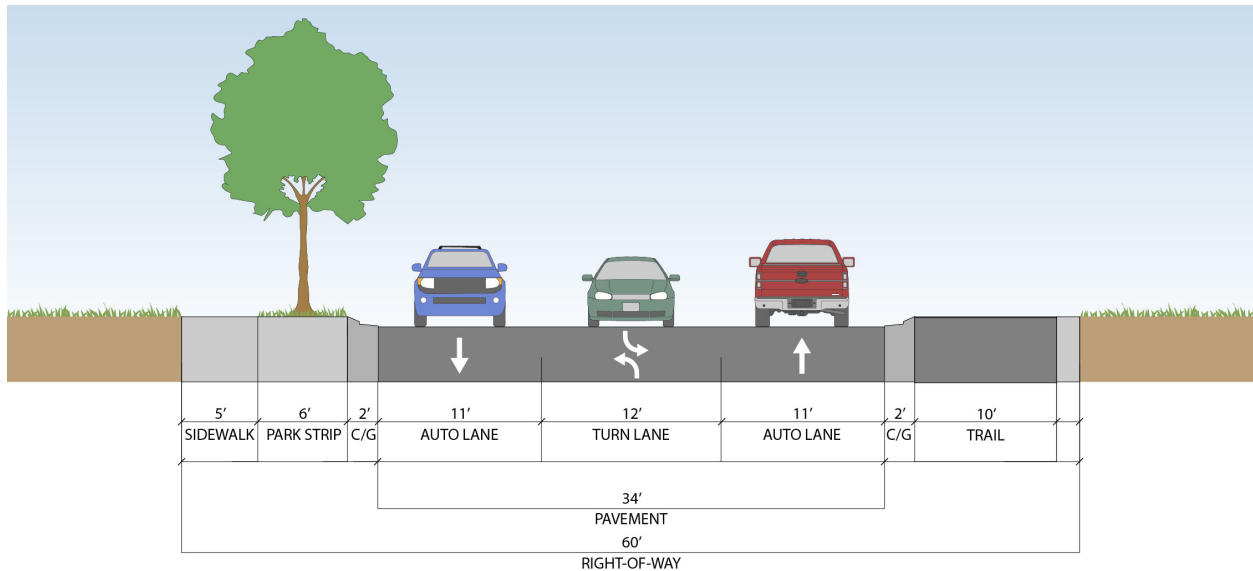 5’ 6’ 2’ 11’ 12’ 11’ 2’ 10’
SIDEWALK PARK STRIP C/G AUTO LANE TURN LANE AUTO LANE C/G TRAIL
34’
PAVEMENT
60’
RIGHT-OF-WAY